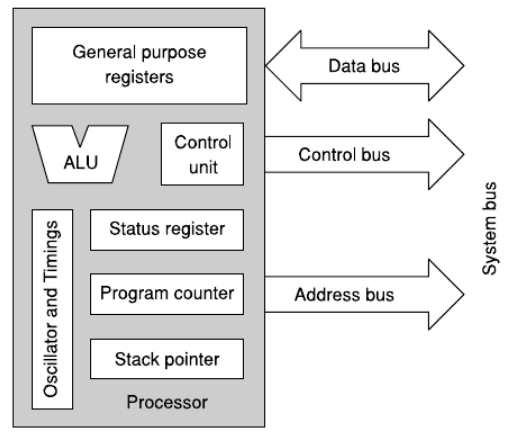 General purpose
registers
Data bus
ALU
Control
unit
Control bus
Status register
Oscillator and Timings
Program counter
Address bus
Stack pointer
Processor
System bus